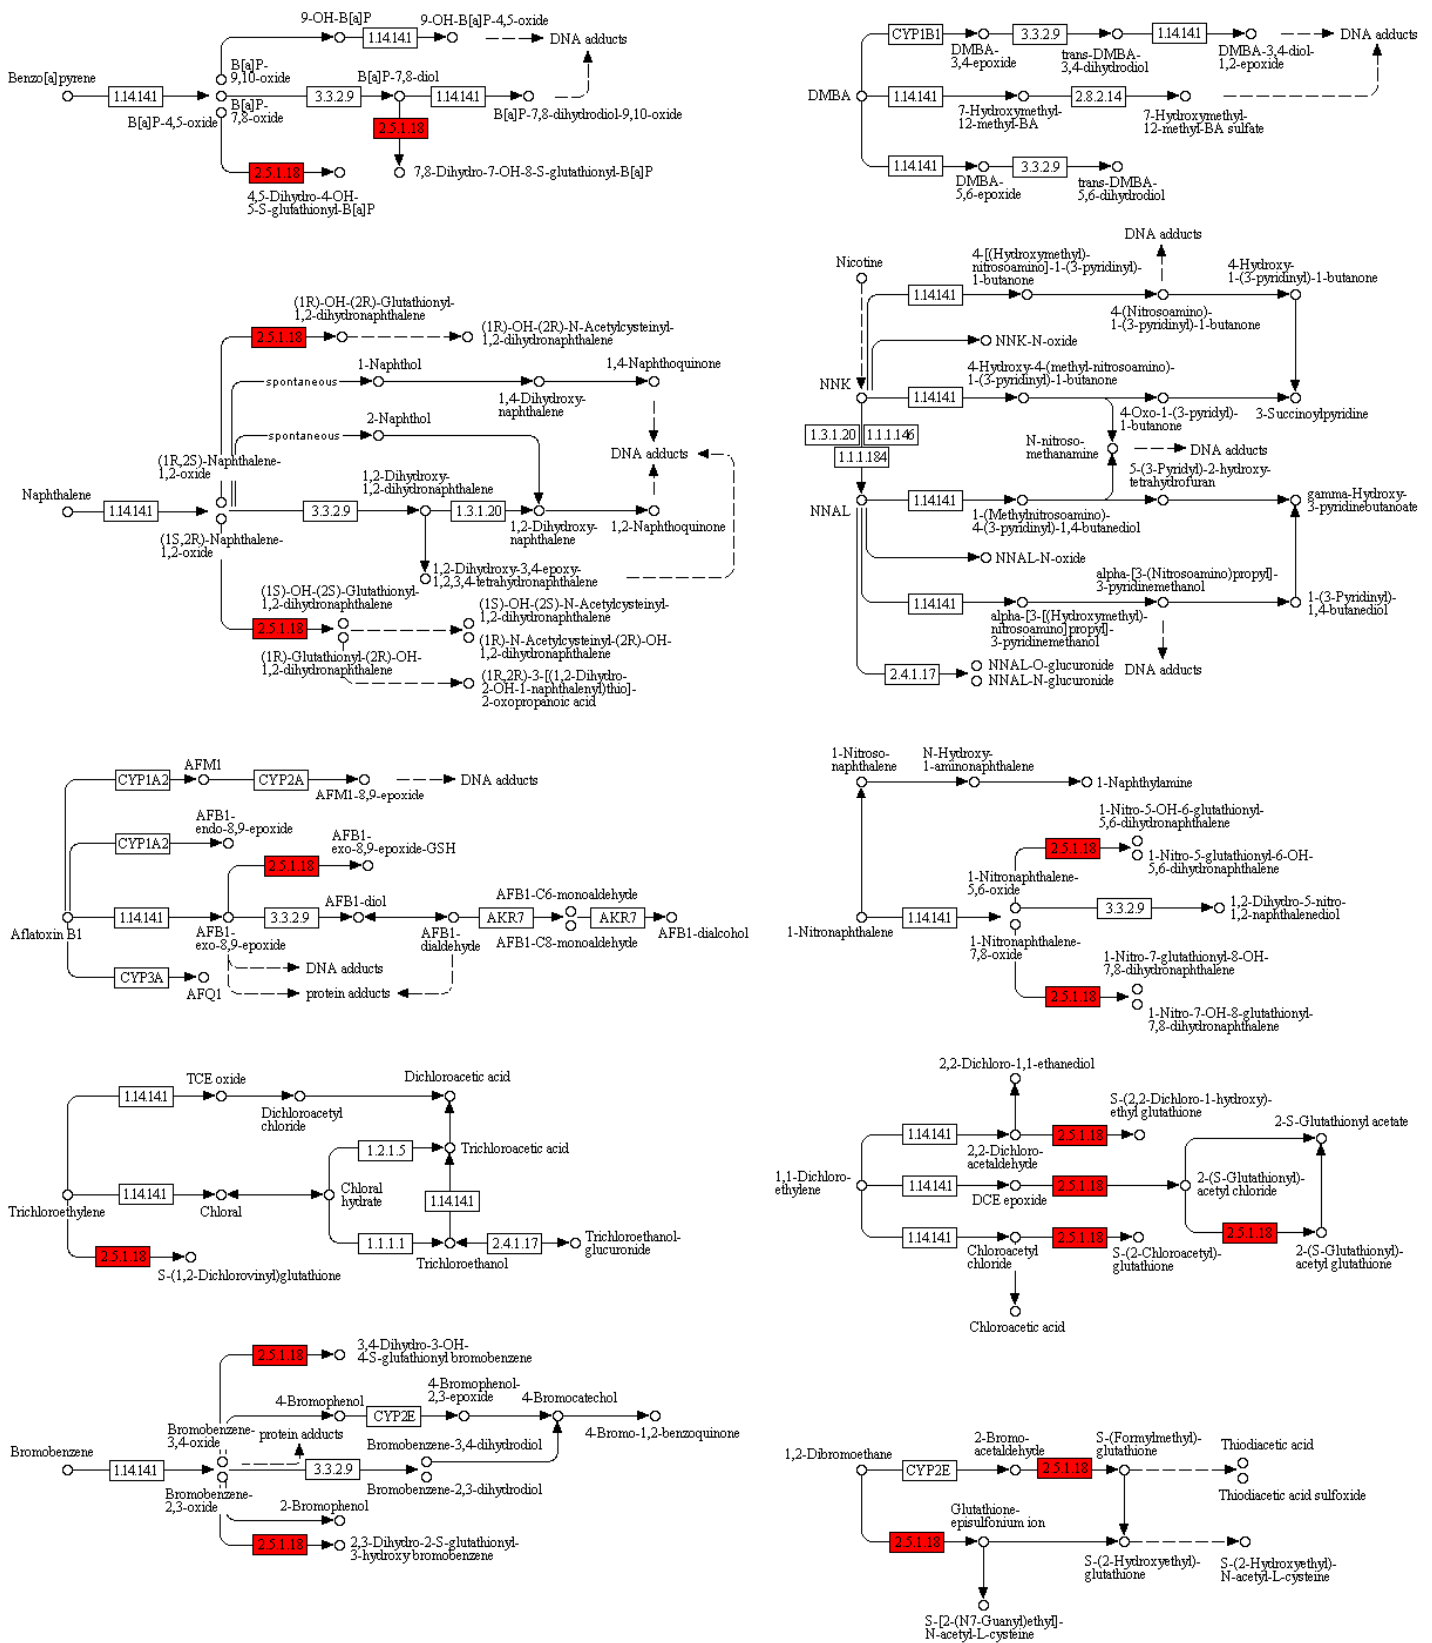 9-OH-B[a]P
9-OH-B[a]P-4,5-oxide
1.14.14.1
DNA adducts
B[a]P-
9,10-oxide
B[a]P-7,8-diol
Benzo[a]pyrene
1.14.14.1
3.3.2.9
1.14.14.1
B[a]P-
7,8-oxide
B[a]P-4,5-oxide
B[a]P-7,8-dihydrodiol-9,10-oxide
2.5.1.18
2.5.1.18
7,8-Dihydro-7-OH-8-S-glutathionyl-B[a]P
4,5-Dihydro-4-OH-
5-S-glutathionyl-B[a]P
CYP1B1
3.3.2.9
1.14.14.1
DNA adducts
DMBA-
3,4-epoxide
trans-DMBA-
3,4-dihydrodiol
DMBA-3,4-diol-
1,2-epoxide
DMBA
1.14.14.1
2.8.2.14
7-Hydroxymethyl-
12-methyl-BA
7-Hydroxymethyl-
12-methyl-BA sulfate
1.14.14.1
3.3.2.9
DMBA-
5,6-epoxide
trans-DMBA-
5,6-dihydrodiol
(1R)-OH-(2R)-Glutathionyl-
1,2-dihydronaphthalene
2.5.1.18
(1R)-OH-(2R)-N-Acetylcysteinyl-
1,2-dihydronaphthalene
1-Naphthol
1,4-Naphthoquinone
spontaneous
1,4-Dihydroxy-
naphthalene
2-Naphthol
spontaneous
DNA adducts
(1R,2S)-Naphthalene-
1,2-oxide
1,2-Dihydroxy-
1,2-dihydronaphthalene
Naphthalene
1.14.14.1
3.3.2.9
1.3.1.20
1,2-Dihydroxy-
naphthalene
1,2-Naphthoquinone
(1S,2R)-Naphthalene-
1,2-oxide
1,2-Dihydroxy-3,4-epoxy-
1,2,3,4-tetrahydronaphthalene
(1S)-OH-(2S)-Glutathionyl-
1,2-dihydronaphthalene
(1S)-OH-(2S)-N-Acetylcysteinyl-
1,2-dihydronaphthalene
2.5.1.18
(1R)-N-Acetylcysteinyl-(2R)-OH-
1,2-dihydronaphthalene
(1R)-Glutathionyl-(2R)-OH-
1,2-dihydronaphthalene
(1R,2R)-3-[(1,2-Dihydro-
2-OH-1-naphthalenyl)thio]-
2-oxopropanoic acid
DNA adducts
Nicotine
4-[(Hydroxymethyl)-
nitrosoamino]-1-(3-pyridinyl)-
1-butanone
4-Hydroxy-
1-(3-pyridinyl)-1-butanone
1.14.14.1
4-(Nitrosoamino)-
1-(3-pyridinyl)-1-butanone
NNK-N-oxide
NNK
4-Hydroxy-4-(methyl-nitrosoamino)-
1-(3-pyridinyl)-1-butanone
1.14.14.1
4-Oxo-1-(3-pyridyl)-
1-butanone
3-Succinoylpyridine
1.3.1.20
1.1.1.146
1.1.1.184
N-nitroso-
methanamine
DNA adducts
5-(3-Pyridyl)-2-hydroxy-
tetrahydrofuran
NNAL
1.14.14.1
gamma-Hydroxy-
3-pyridinebutanoate
1-(Methylnitrosoamino)-
4-(3-pyridinyl)-1,4-butanediol
NNAL-N-oxide
alpha-[3-(Nitrosoamino)propyl]-
3-pyridinemethanol
1.14.14.1
1-(3-Pyridinyl)-
1,4-butanediol
alpha-[3-[(Hydroxymethyl)-
nitrosoamino]propyl]-
3-pyridinemethanol
2.4.1.17
NNAL-O-glucuronide
NNAL-N-glucuronide
DNA adducts
AFM1
CYP1A2
CYP2A
AFM1-8,9-epoxide
DNA adducts
AFB1-
endo-8,9-epoxide
CYP1A2
AFB1-
exo-8,9-epoxide-GSH
2.5.1.18
AFB1-diol
AFB1-C6-monoaldehyde
1.14.14.1
3.3.2.9
AKR7
AKR7
Aflatoxin B1
AFB1-
exo-8,9-epoxide
AFB1-
dialdehyde
AFB1-C8-monoaldehyde
AFB1-dialcohol
DNA adducts
CYP3A
AFQ1
protein adducts
1-Nitroso-
naphthalene
N-Hydroxy-
1-aminonaphthalene
1-Naphthylamine
1-Nitro-5-OH-6-glutathionyl-
5,6-dihydronaphthalene
2.5.1.18
1-Nitro-5-glutathionyl-6-OH-
5,6-dihydronaphthalene
1-Nitronaphthalene-
5,6-oxide
3.3.2.9
1,2-Dihydro-5-nitro-
1,2-naphthalenediol
1.14.14.1
1-Nitronaphthalene
1-Nitronaphthalene-
7,8-oxide
1-Nitro-7-glutathionyl-8-OH-
7,8-dihydronaphthalene
2.5.1.18
1-Nitro-7-OH-8-glutathionyl-
7,8-dihydronaphthalene
TCE oxide
Dichloroacetic acid
1.14.14.1
Dichloroacetyl
chloride
1.2.1.5
Trichloroacetic acid
1.14.14.1
Chloral
hydrate
1.14.14.1
Trichloroethylene
Chloral
1.1.1.1
2.4.1.17
Trichloroethanol-
glucuronide
Trichloroethanol
2.5.1.18
S-(1,2-Dichlorovinyl)glutathione
2,2-Dichloro-1,1-ethanediol
S-(2,2-Dichloro-1-hydroxy)-
ethyl glutathione
2-S-Glutathionyl acetate
1.14.14.1
2.5.1.18
2,2-Dichloro-
acetaldehyde
1,1-Dichloro-
ethylene
1.14.14.1
DCE epoxide
2.5.1.18
2-(S-Glutathionyl)-
acetyl chloride
1.14.14.1
2.5.1.18
2.5.1.18
Chloroacetyl
chloride
S-(2-Chloroacetyl)-
glutathione
2-(S-Glutathionyl)-
acetyl glutathione
Chloroacetic acid
2.5.1.18
3,4-Dihydro-3-OH-
4-S-glutathionyl bromobenzene
4-Bromophenol
4-Bromophenol-
2,3-epoxide
4-Bromocatechol
CYP2E
4-Bromo-1,2-benzoquinone
Bromobenzene-
3,4-oxide
protein adducts
Bromobenzene-3,4-dihydrodiol
Bromobenzene
1.14.14.1
3.3.2.9
Bromobenzene-2,3-dihydrodiol
Bromobenzene-
2,3-oxide
2-Bromophenol
2.5.1.18
2,3-Dihydro-2-S-glutathionyl-
3-hydroxy bromobenzene
1,2-Dibromoethane
2-Bromo-
acetaldehyde
S-(Formylmethyl)-
glutathione
Thiodiacetic acid
CYP2E
2.5.1.18
Thiodiacetic acid sulfoxide
Glutathione-
episulfonium ion
2.5.1.18
S-(2-Hydroxyethyl)-
glutathione
S-(2-Hydroxyethyl)-
N-acetyl-L-cysteine
S-[2-(N7-Guanyl)ethyl]-
N-acetyl-L-cysteine